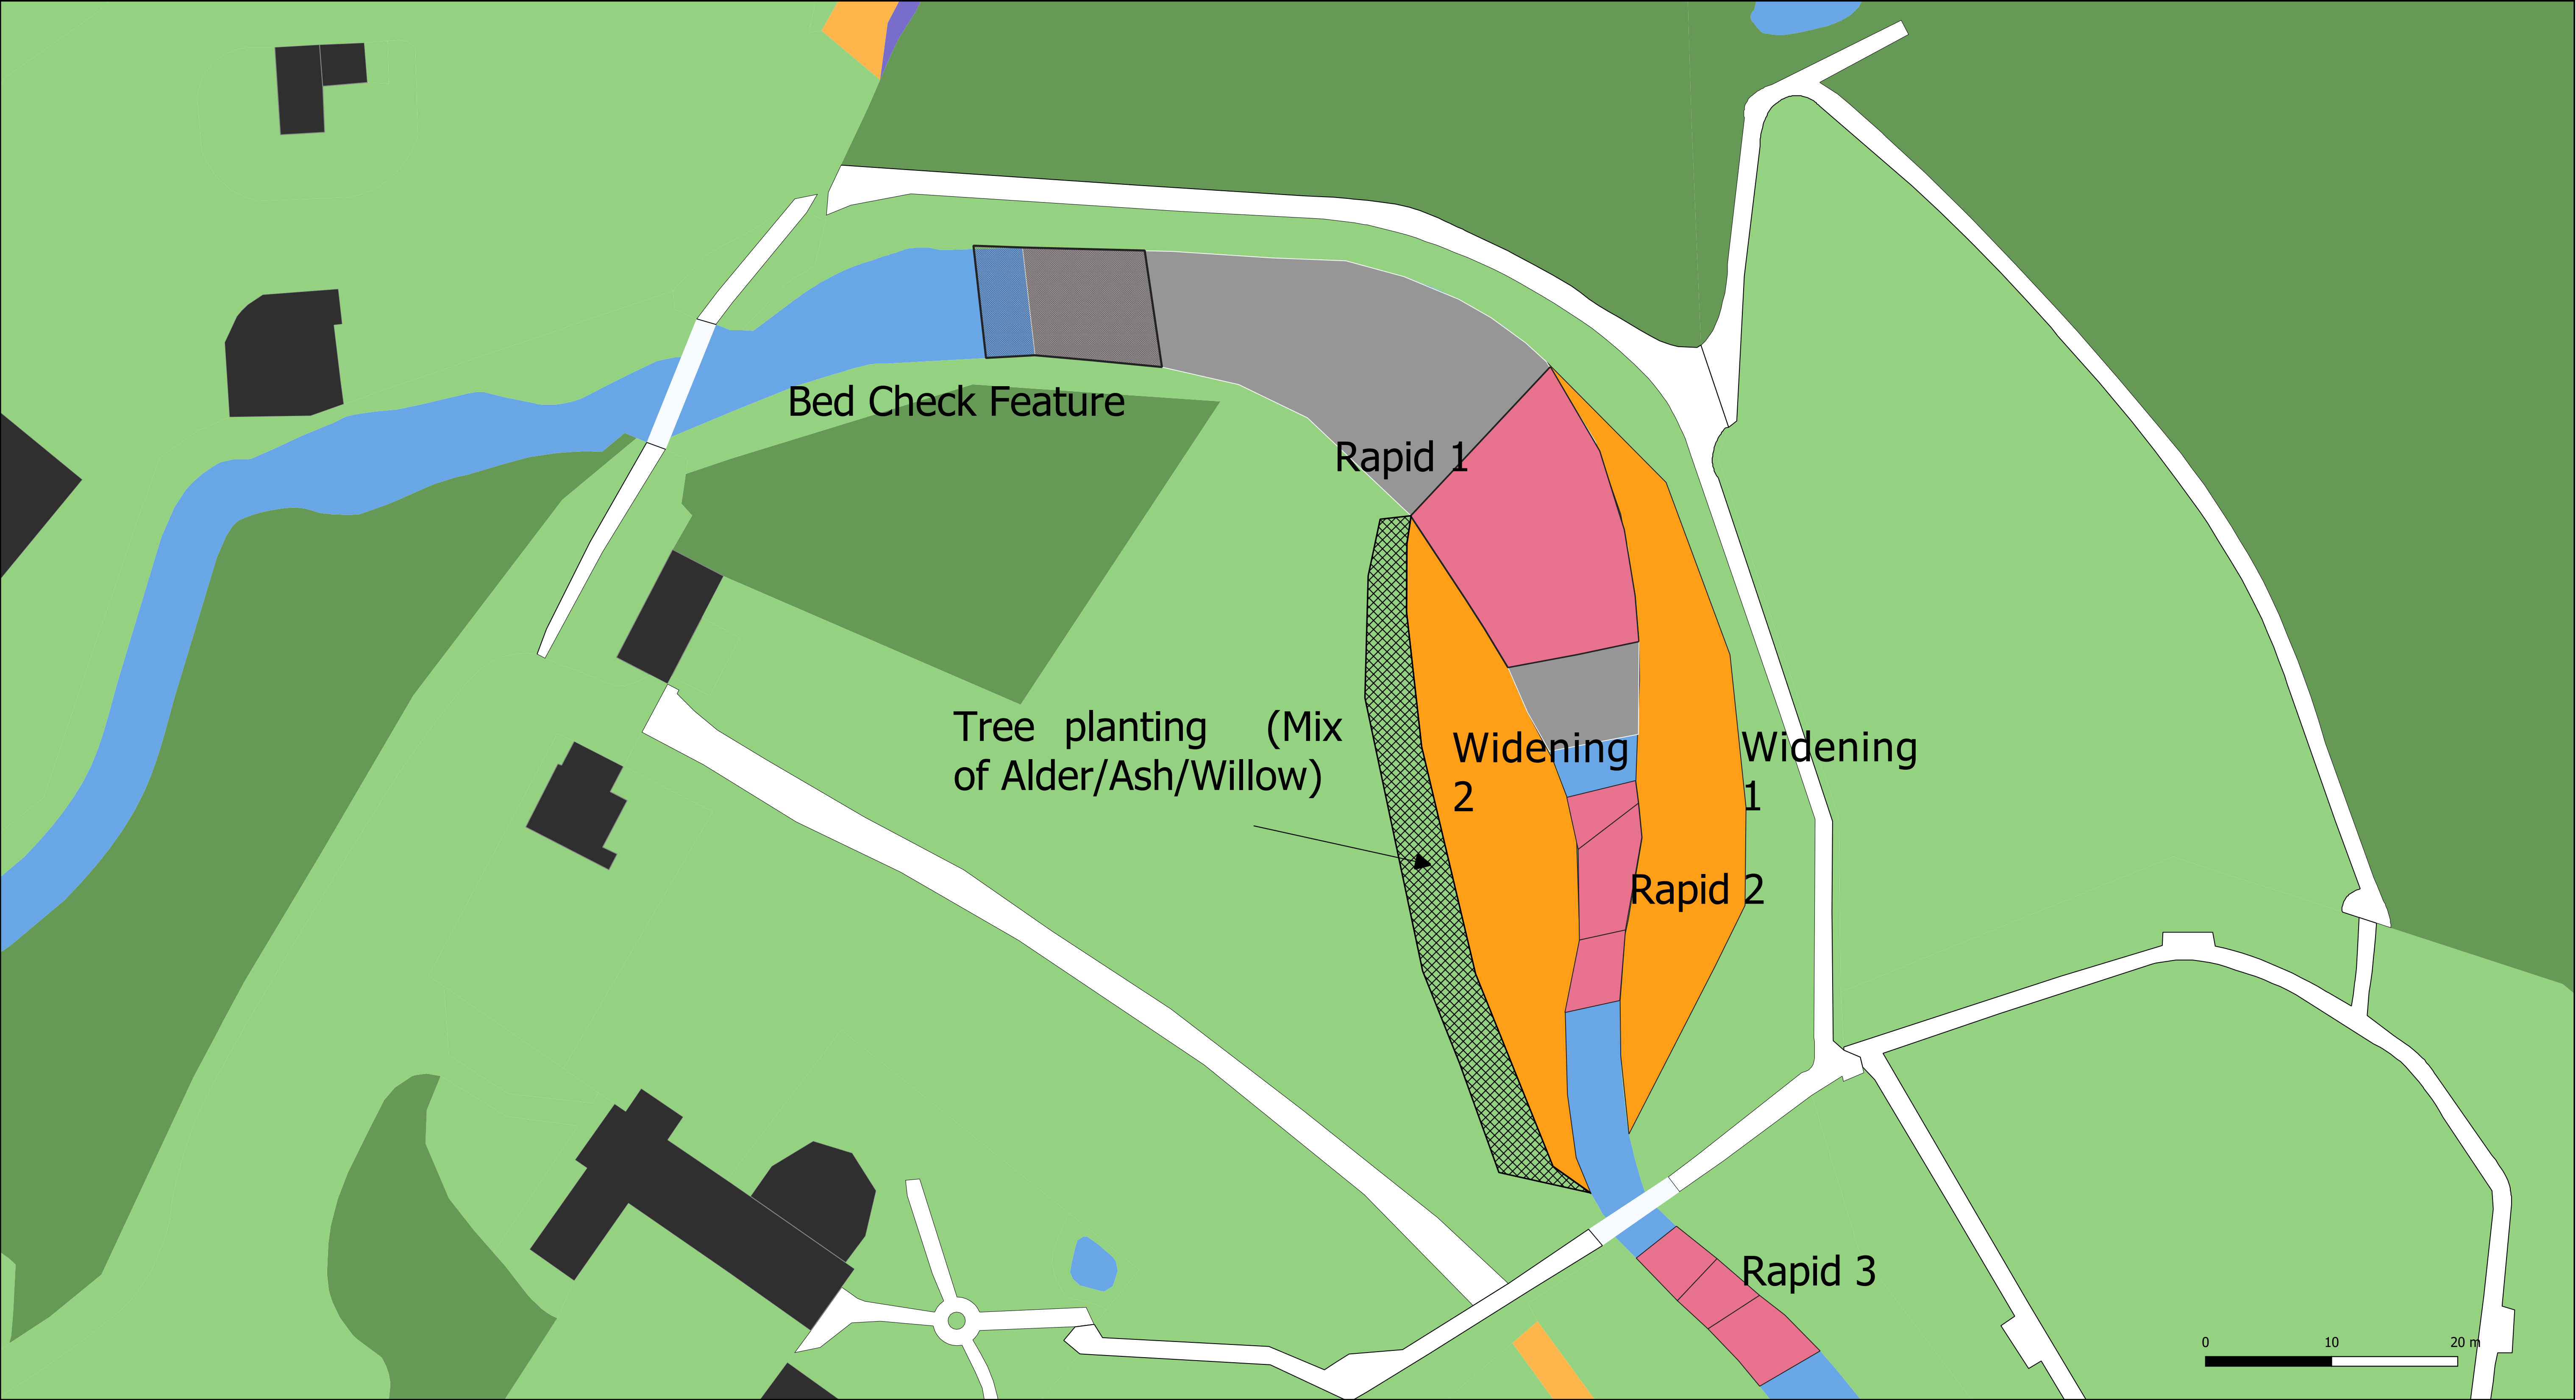 Bed Check Feature
Rapid 1
Tree planting (Mix
of Alder/Ash/Willow)
Widening
2
Widening
1
Rapid 2
Rapid 3
0 10 20 m